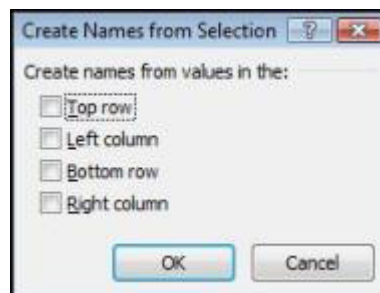 Create Names from Selection
Create names from values in the:
Top row
Left column
Bottom row
Right column
OK Cancel